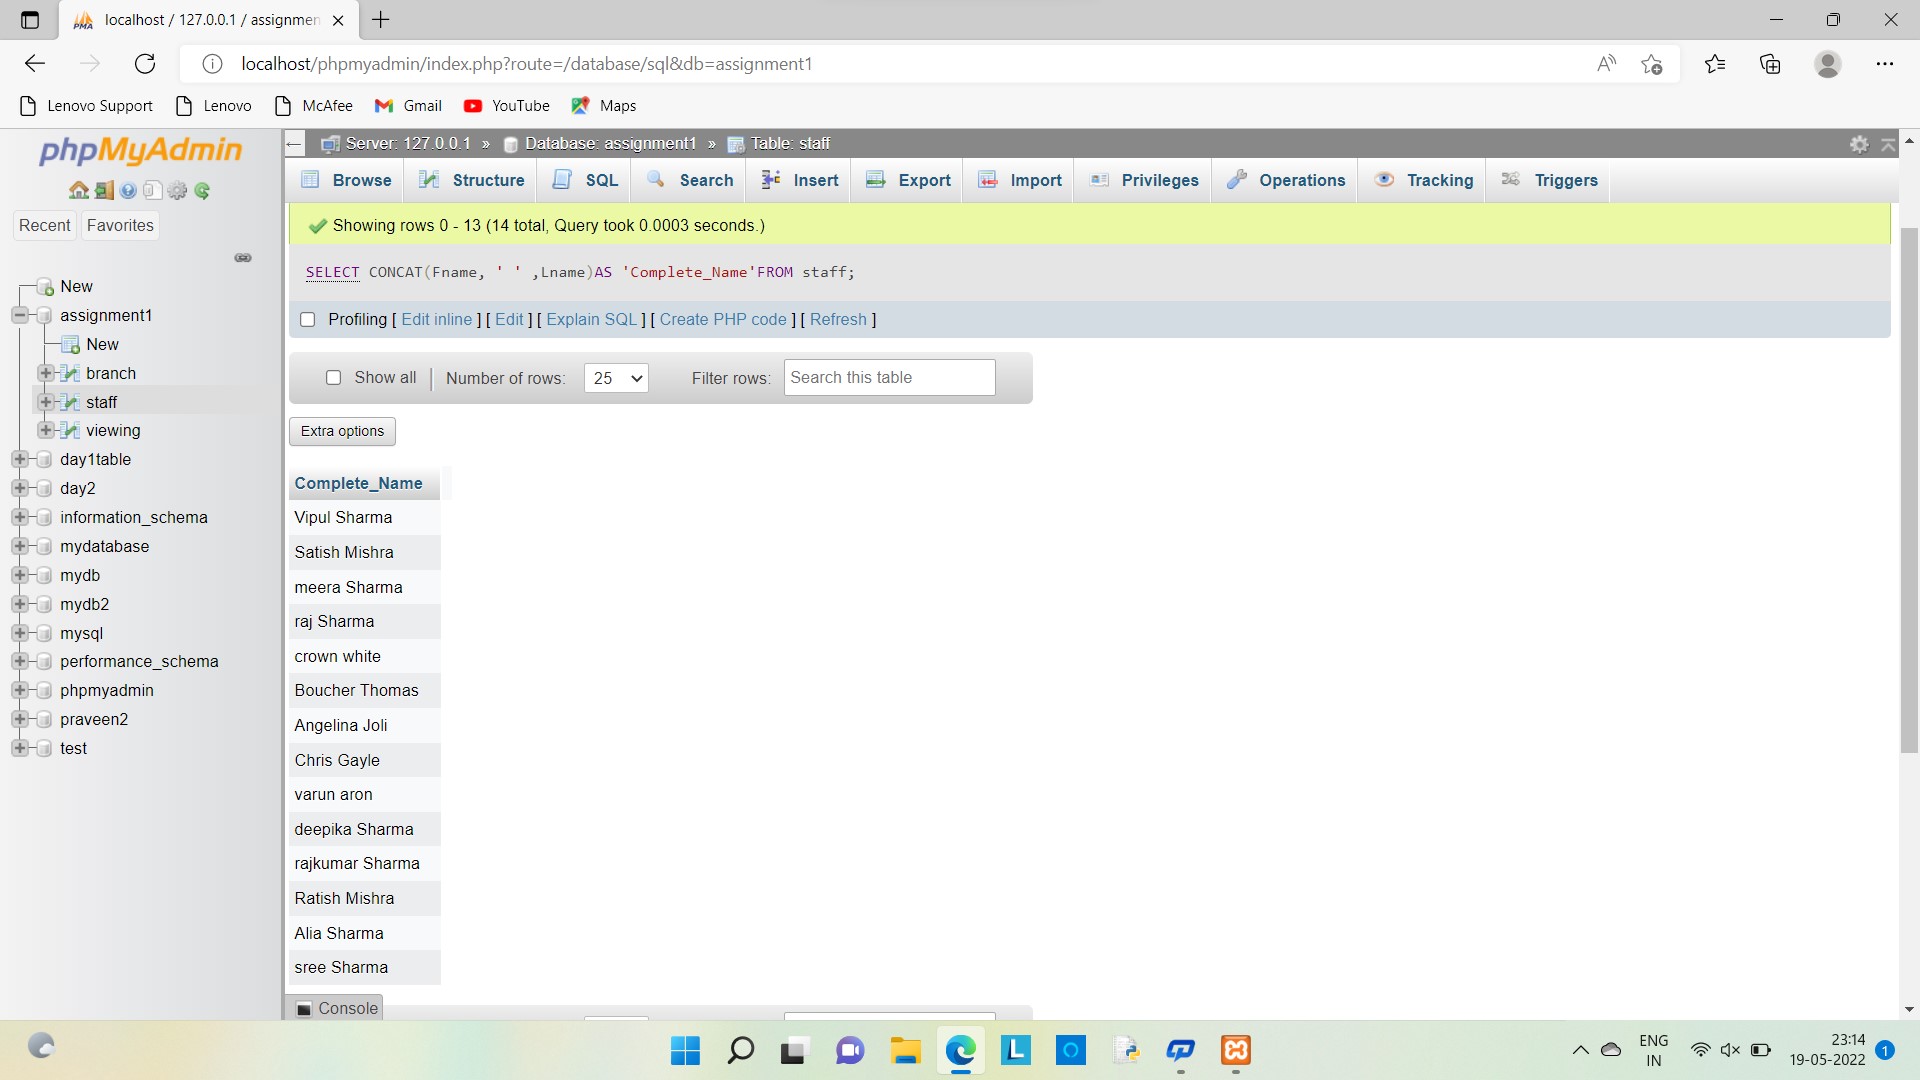 localhost / 127.0.0.1 / assignmen
localhost/phpmyadmin/index.php?route=/database/sql&db=assignment1
Lenovo Support Lenovo McAfee Gmail YouTube Maps
phpMyAdmin
Recent Favorites
New
assignment1
New
branch
staff
viewing
day1table
day2
information_schema
mydatabase
mydb
mydb2
mysql
performance_schema
phpmyadmin
praveen2
test
Server: 127.0.0.1 » Database: assignment1 » Table: staff
Browse Structure SQL Search Insert Export Import Privileges Operations Tracking Triggers
Showing rows 0 - 13 (14 total, Query took 0.0003 seconds.)
SELECT CONCAT(Fname, ' ' ,Lname)AS 'Complete_Name'FROM staff;
Profiling [ Edit inline ] [ Edit ] [ Explain SQL ] [ Create PHP code ] [ Refresh ]
Show all Number of rows: 25 Filter rows: Search this table
Extra options
Complete_Name
Vipul Sharma
Satish Mishra
meera Sharma
raj Sharma
crown white
Boucher Thomas
Angelina Joli
Chris Gayle
varun aron
deepika Sharma
rajkumar Sharma
Ratish Mishra
Alia Sharma
sree Sharma
Console
ENG
IN
23:14
19-05-2022
1